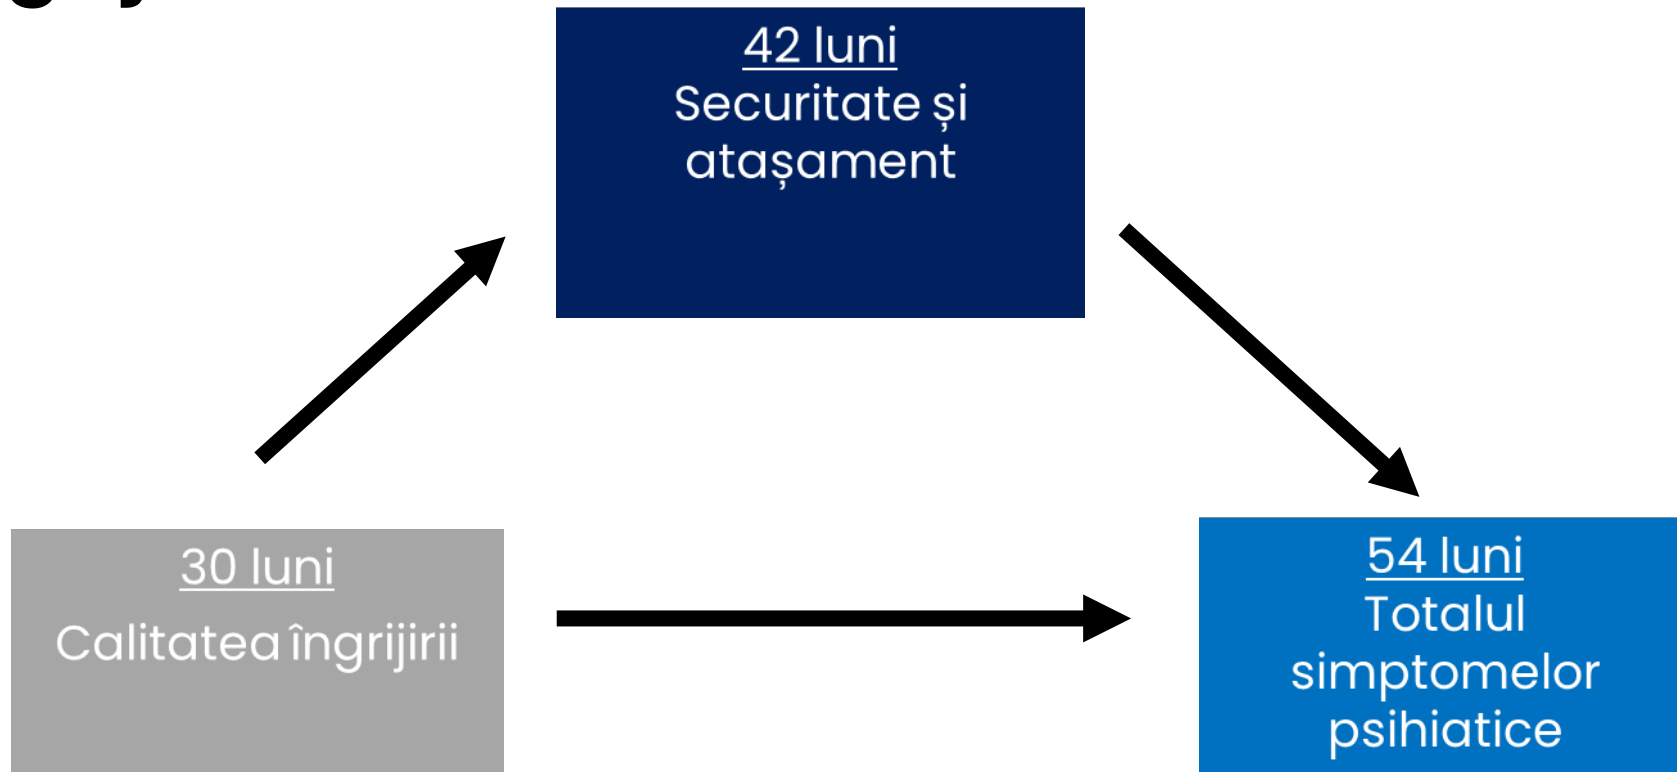 42 luni
Securitate și
atașament
30 luni
Calitatea îngrijirii
54 luni
Totalul
simptomelor
psihiatice